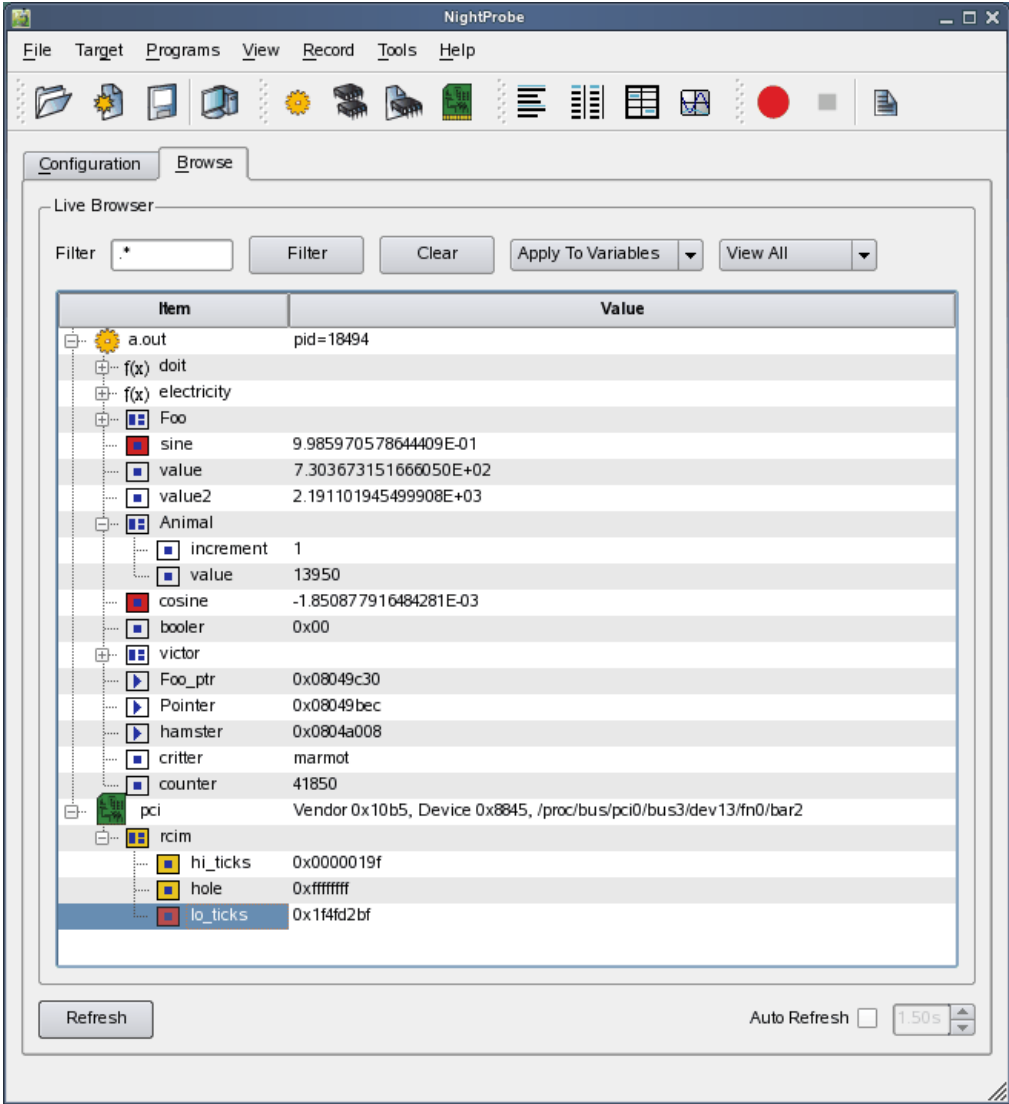 NightProbe
File Target Programs View Record Tools Help
Configuration Browse
Live Browser
Filter .* Filter Clear Apply To Variables View All
Item Value
a.out pid=18494
f(x) doit
f(x) electricity
Foo
sine 9.985970578644409E-01
value 7.303673151666050E+02
value2 2.191101945499908E+03
Animal
increment 1
value 13950
cosine -1.850877916484281E-03
booler 0x00
victor
Foo_ptr 0x08049c30
Pointer 0x08049bec
hamster 0x0804a008
critter marmot
counter 41850
pci Vendor 0x10b5, Device 0x8845, /proc/bus/pci0/bus3/dev13/fn0/bar2
rcim
hi_ticks 0x0000019f
hole 0xffffffff
lo_ticks 0x1f4fd2bf
Refresh Auto Refresh 1.50s